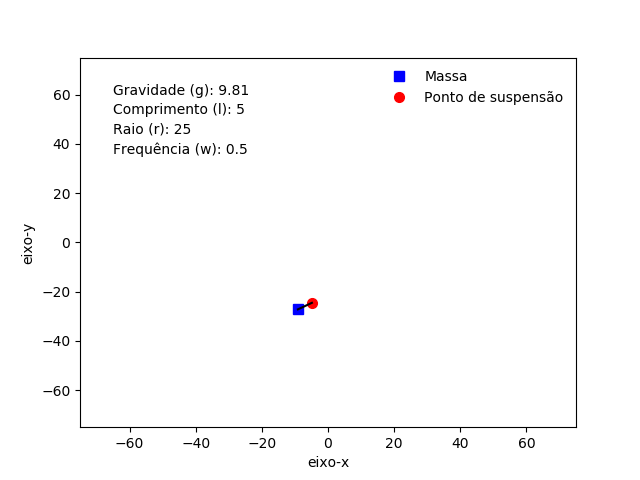 Gravidade (g): 9.81
Comprimento (l): 5
Raio (r): 25
Frequência (w): 0.5
Massa
Ponto de suspensão
60
40
20
0
−20
−40
−60
eixo-y
−60 −40 −20 0 20 40 60
eixo-x